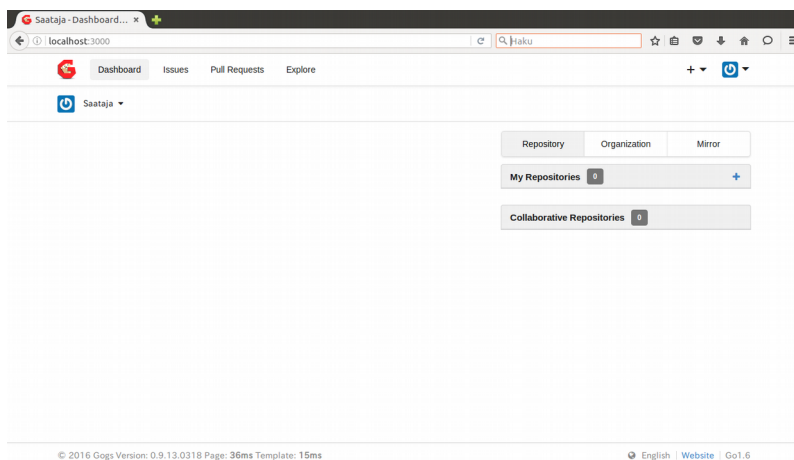 Saataja - Dashboard...
localhost:3000
Haku
Dashboard Issues Pull Requests Explore
Saataja
Repository Organization Mirror
My Repositories 0
Collaborative Repositories 0
© 2016 Gogs Version: 0.9.13.0318 Page: 36ms Template: 15ms
English Website Go1.6